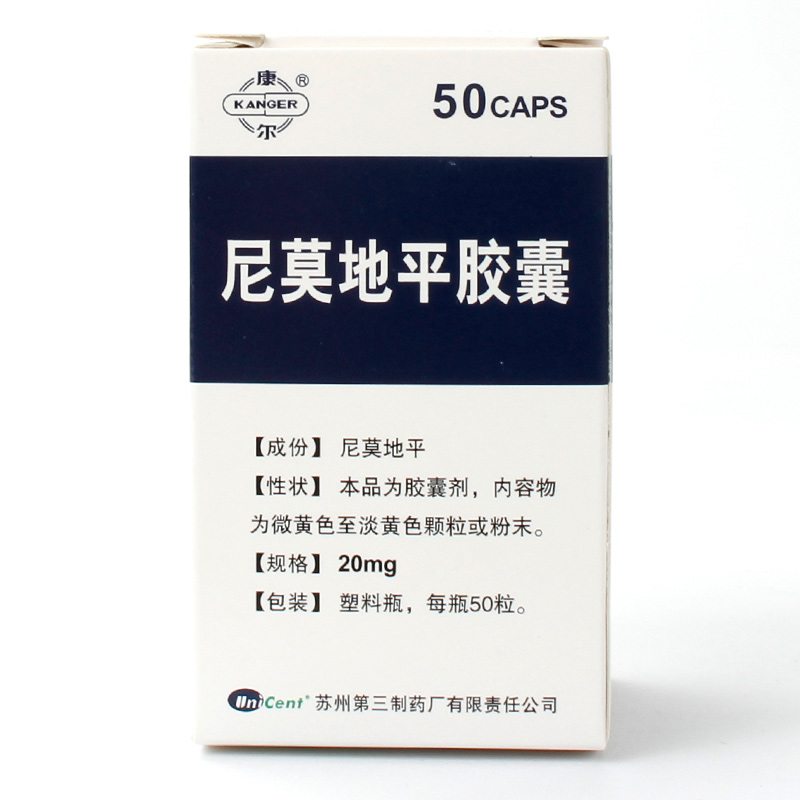 康
KANGER ®
尔
50CAPS
尼莫地平胶囊
【成份】 尼莫地平
【性状】 本品为胶囊剂，内容物
为微黄色至淡黄色颗粒或粉末。
【规格】 20mg
【包装】 塑料瓶，每瓶50粒。
UniCent® 苏州第三制药厂有限责任公司